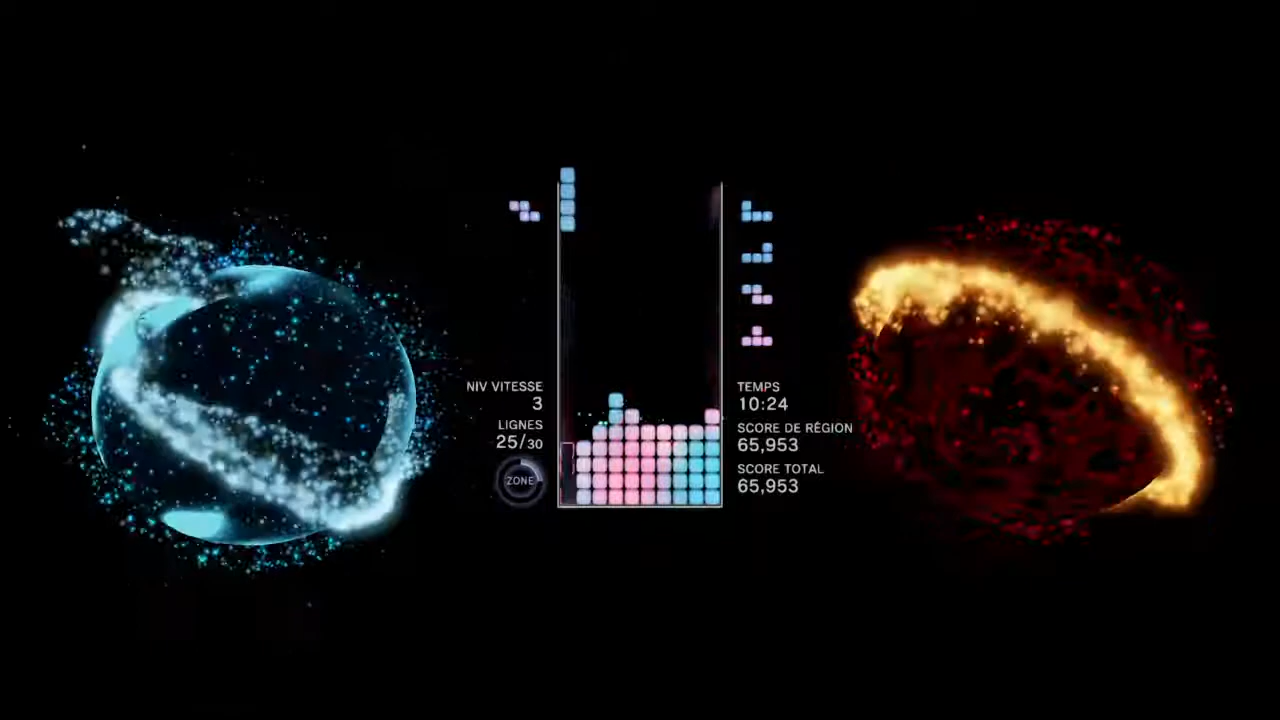 NIV VITESSE
3
LIGNES
25/30
ZONE
TEMPS
10:24
SCORE DE RÉGION
65,953
SCORE TOTAL
65,953